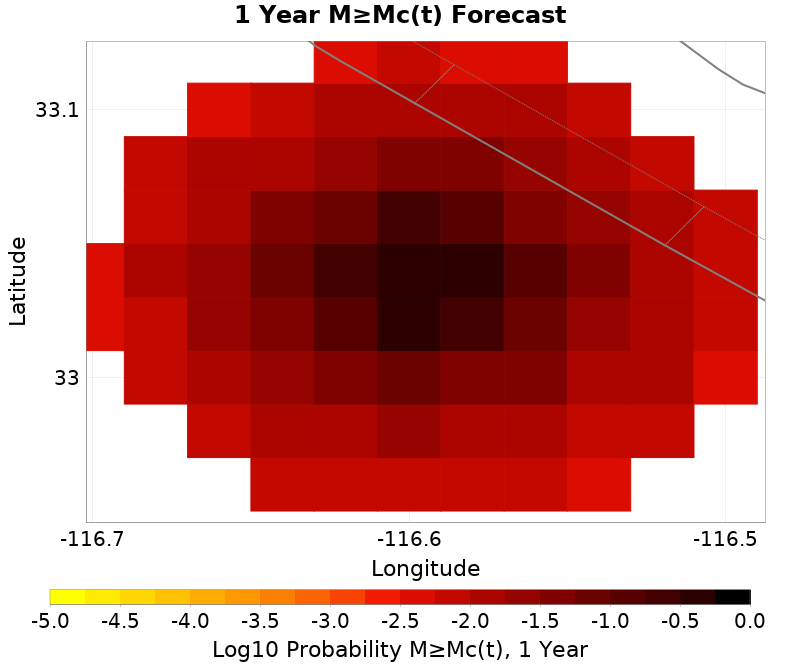 1 Year M≥Mc(t) Forecast
33.1
33
Latitude
-116.7 -116.6 -116.5
Longitude
-5.0 -4.5 -4.0 -3.5 -3.0 -2.5 -2.0 -1.5 -1.0 -0.5 0.0
Log10 Probability M≥Mc(t), 1 Year